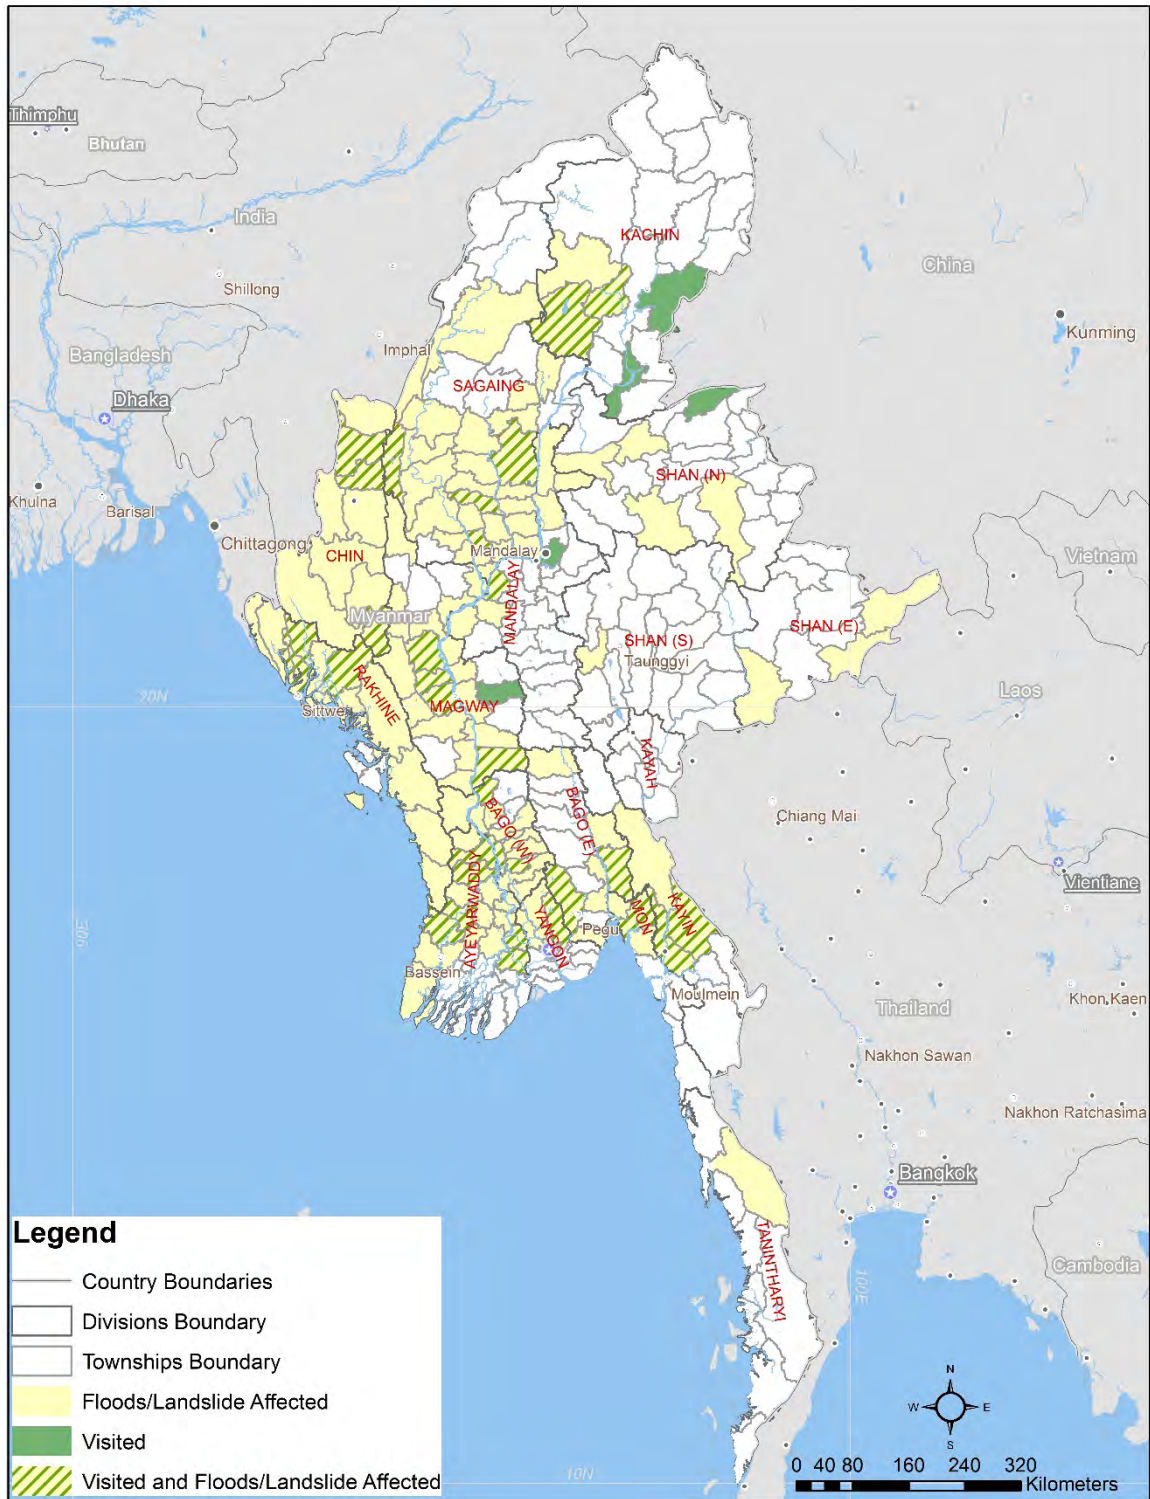 Thimphu
Bhutan
India
KACHIN
China
Shillong
Kunming
Imphal
Bangladesh
SAGAING
Dhaka
SHAN (N)
Khulna
Barisal
Chittagong
Mandalay
CHIN
Vietnam
MANDALAY
Myanmar
SHAN (E)
SHAN (S)
Taunggyi
RAKHINE
20N
Laos
Sittwe
MAGWAY
KAYAH
BAGO (W)
BAGO (E)
Chiang Mai
AYEYARWADDY
Vientiane
YANGON
MON
KAYIN
90E
Pegu
Bassein
Moulmein
Thailand
Khon Kaen
Nakhon Sawan
Nakhon Ratchasima
Bangkok
TANINTHARYI
Cambodia
100E
10N
Legend
Country Boundaries
Divisions Boundary
Townships Boundary
Floods/Landslide Affected
Visited
Visited and Floods/Landslide Affected
N
W E
S
0 40 80 160 240 320
Kilometers